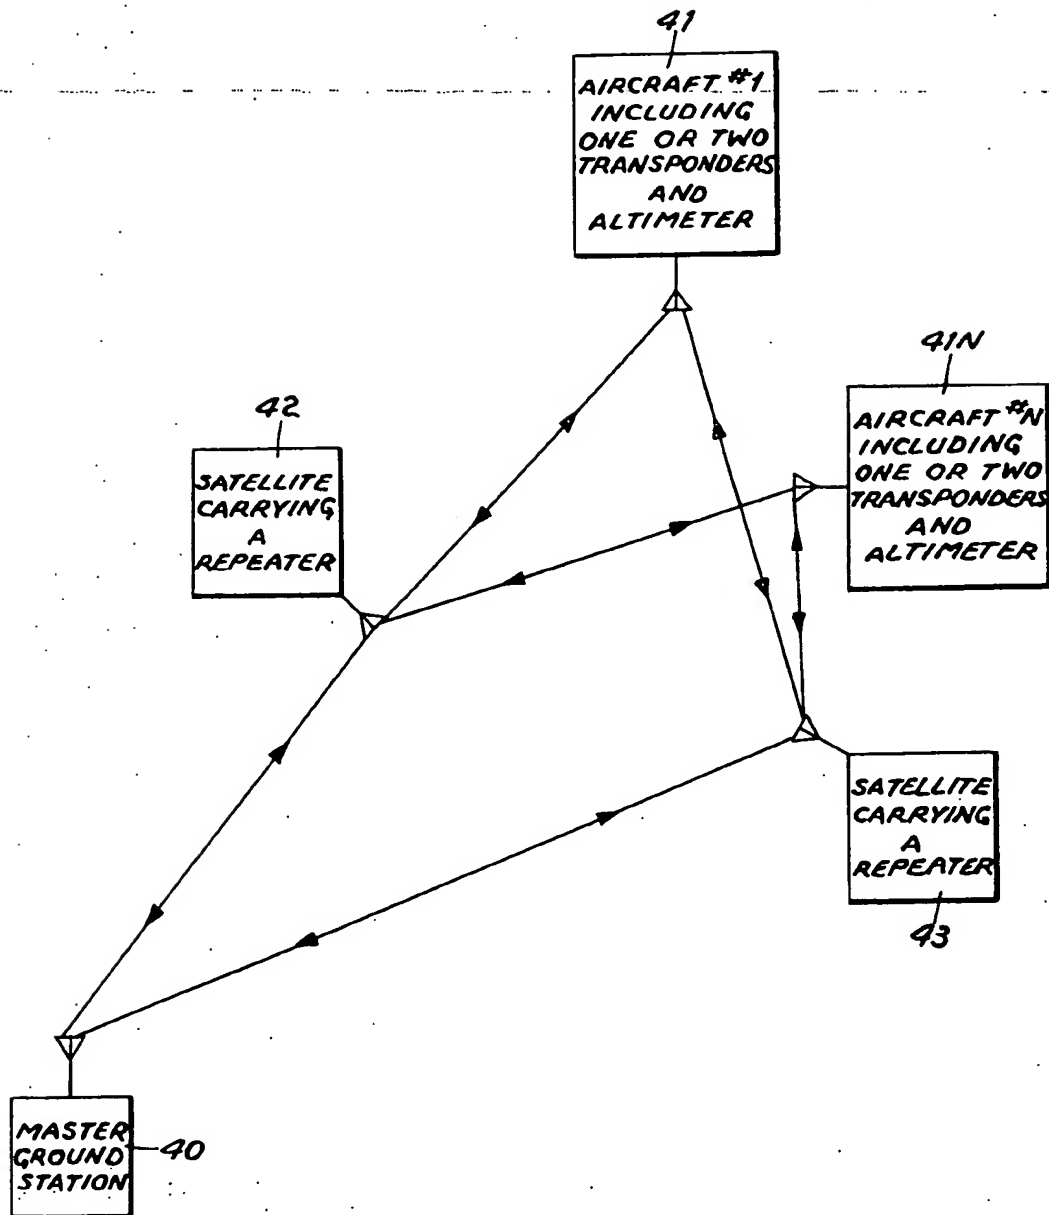 41
AIRCRAFT #1
INCLUDING
ONE OR TWO
TRANSPONDERS
AND
ALTIMETER
41N
AIRCRAFT #N
INCLUDING
ONE OR TWO
TRANSPONDERS
AND
ALTIMETER
42
SATELLITE
CARRYING
A
REPEATER
SATELLITE
CARRYING
A
REPEATER
43
MASTER
GROUND
STATION
40